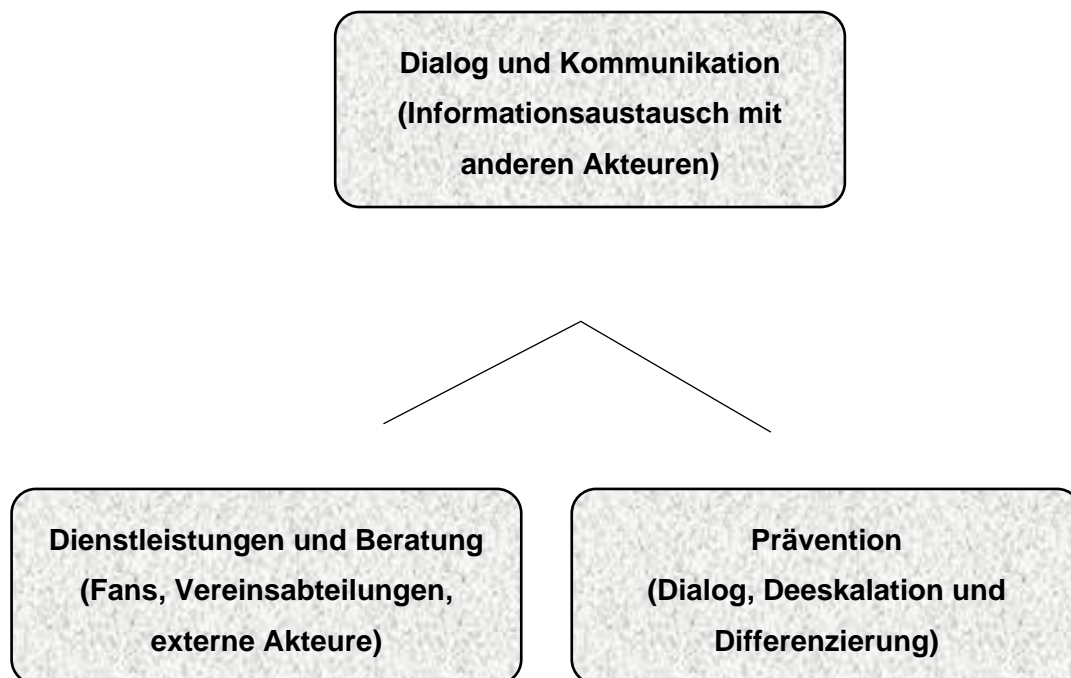 Dialog und Kommunikation
(Informationsaustausch mit
anderen Akteuren)
Dienstleistungen und Beratung
(Fans, Vereinsabteilungen,
externe Akteure)
Prävention
(Dialog, Deeskalation und
Differenzierung)